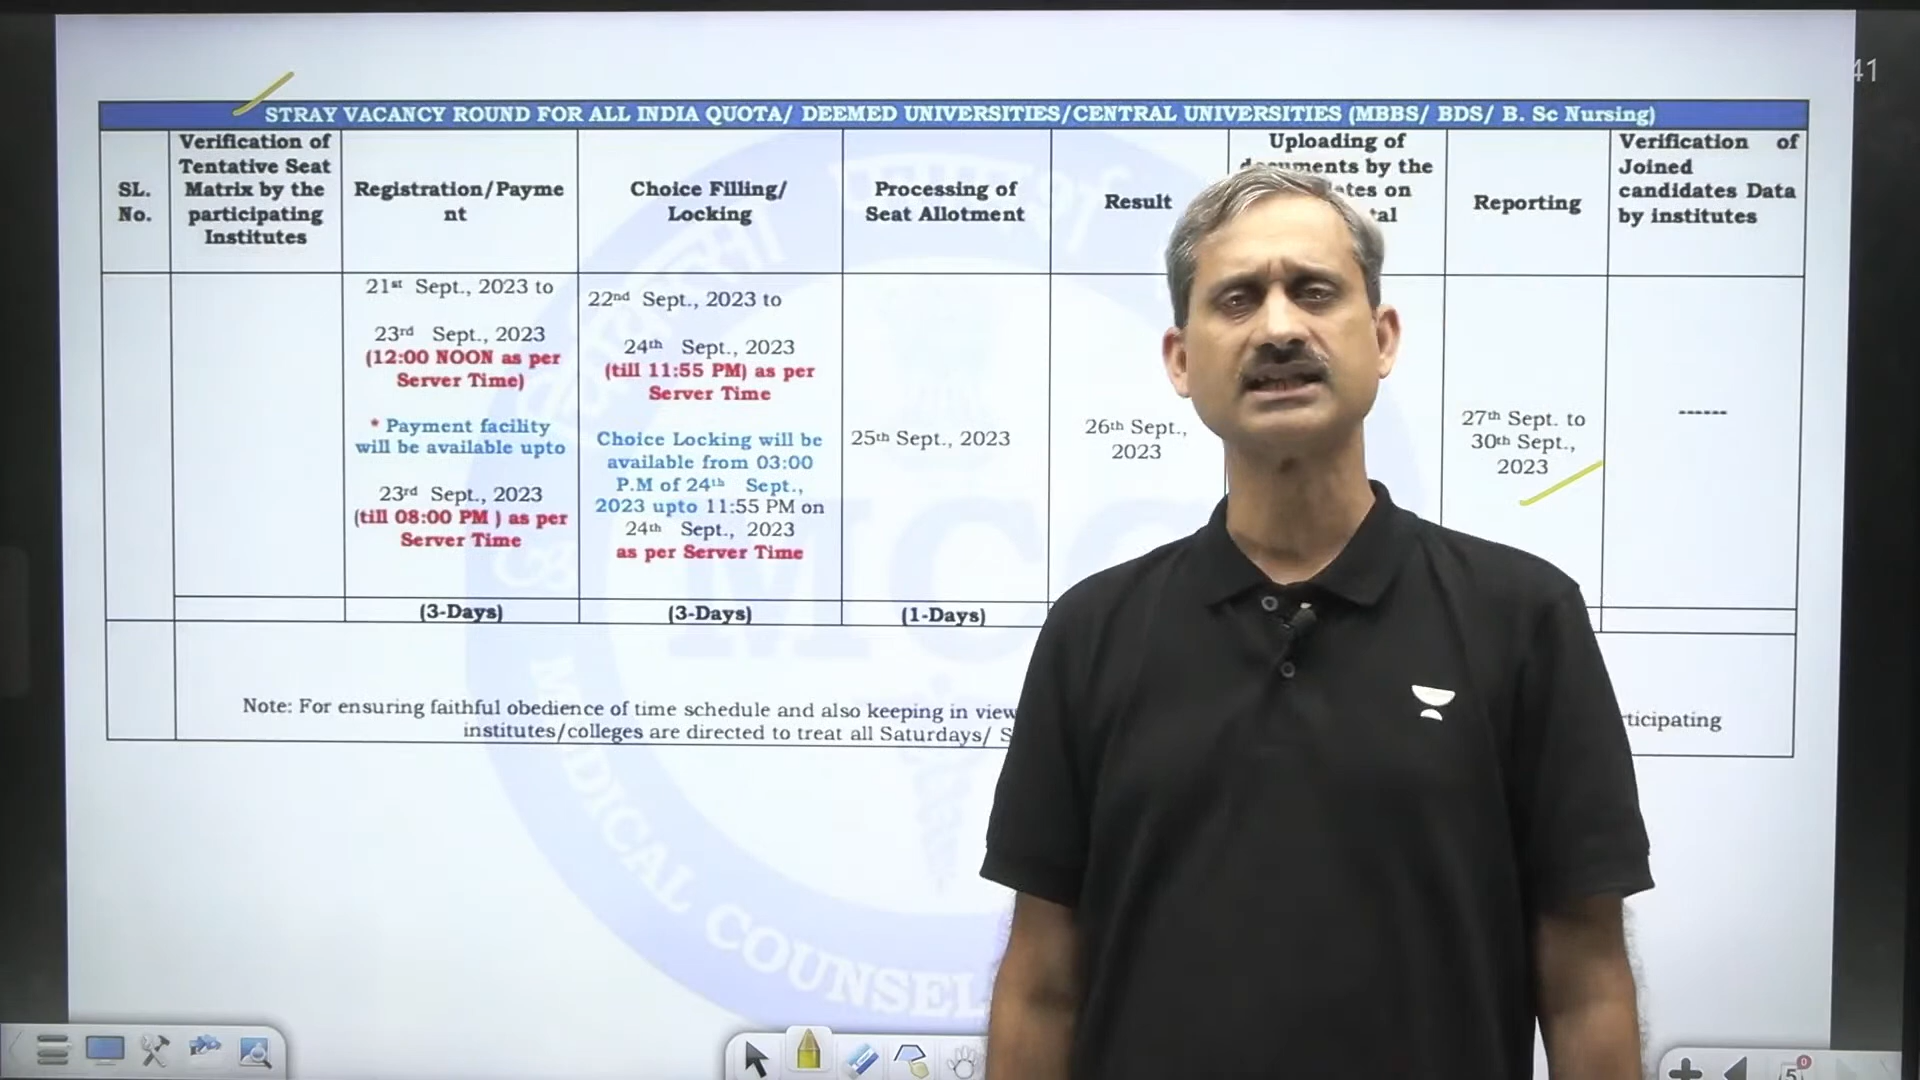 41
STRAY VACANCY ROUND FOR ALL INDIA QUOTA/ DEEMED UNIVERSITIES/CENTRAL UNIVERSITIES (MBBS/ BDS/ B. Sc Nursing)
SL.
No.
Verification of
Tentative Seat
Matrix by the
participating
Institutes
Registration/Payme
nt
Choice Filling/
Locking
Processing of
Seat Allotment
Result
Uploading of
by the
on
Reporting
Verification of
Joined
candidates Data
by institutes
21st Sept., 2023 to
23rd Sept., 2023
(12:00 NOON as per
Server Time)
* Payment facility
will be available upto
23rd Sept., 2023
(till 08:00 PM ) as per
Server Time
22nd Sept., 2023 to
24th Sept., 2023
(till 11:55 PM) as per
Server Time
Choice Locking will be
available from 03:00
P.M of 24th Sept.,
2023 upto 11:55 PM on
24th Sept., 2023
as per Server Time
25th Sept., 2023
26th Sept.,
2023
27th Sept. to
30th Sept.,
2023
------
(3-Days)
(3-Days)
(1-Days)
Note: For ensuring faithful obedience of time schedule and also keeping in view
institutes/colleges are directed to treat all Saturdays/
MCC
MEDICAL COUNSEL
5
0